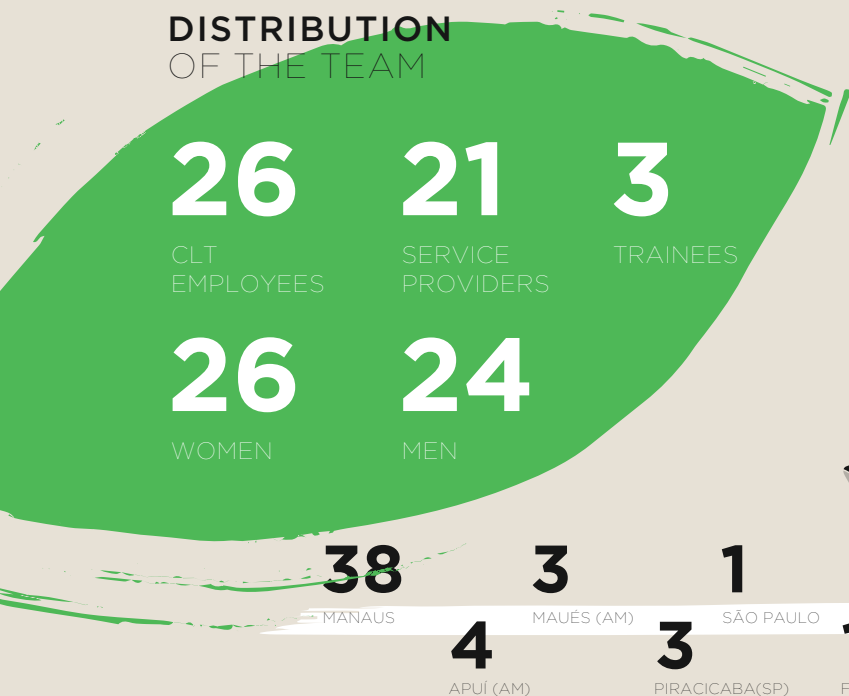 DISTRIBUTION
OF THE TEAM
26 21 3
CLT SERVICE TRAINEES
EMPLOYEES PROVIDERS
26 24
WOMEN MEN
38 3 1
MANAUS MAUÉS (AM) SÃO PAULO
4 3
APUÍ (AM) PIRACICABA(SP)